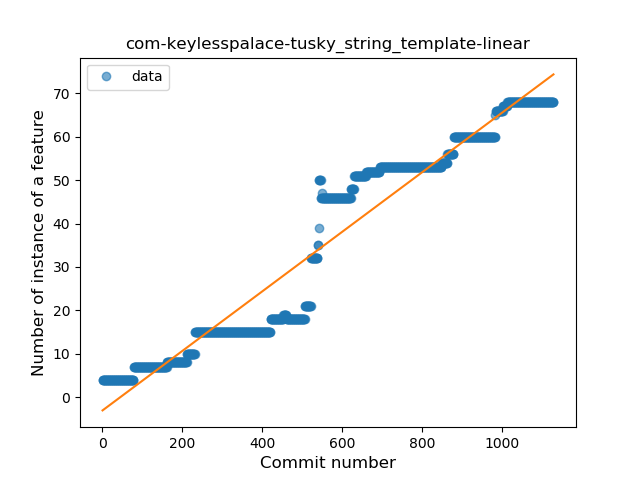 com-keylesspalace-tusky_string_template-linear
data
Number of instance of a feature
70
60
50
40
30
20
10
0
0 200 400 600 800 1000
Commit number